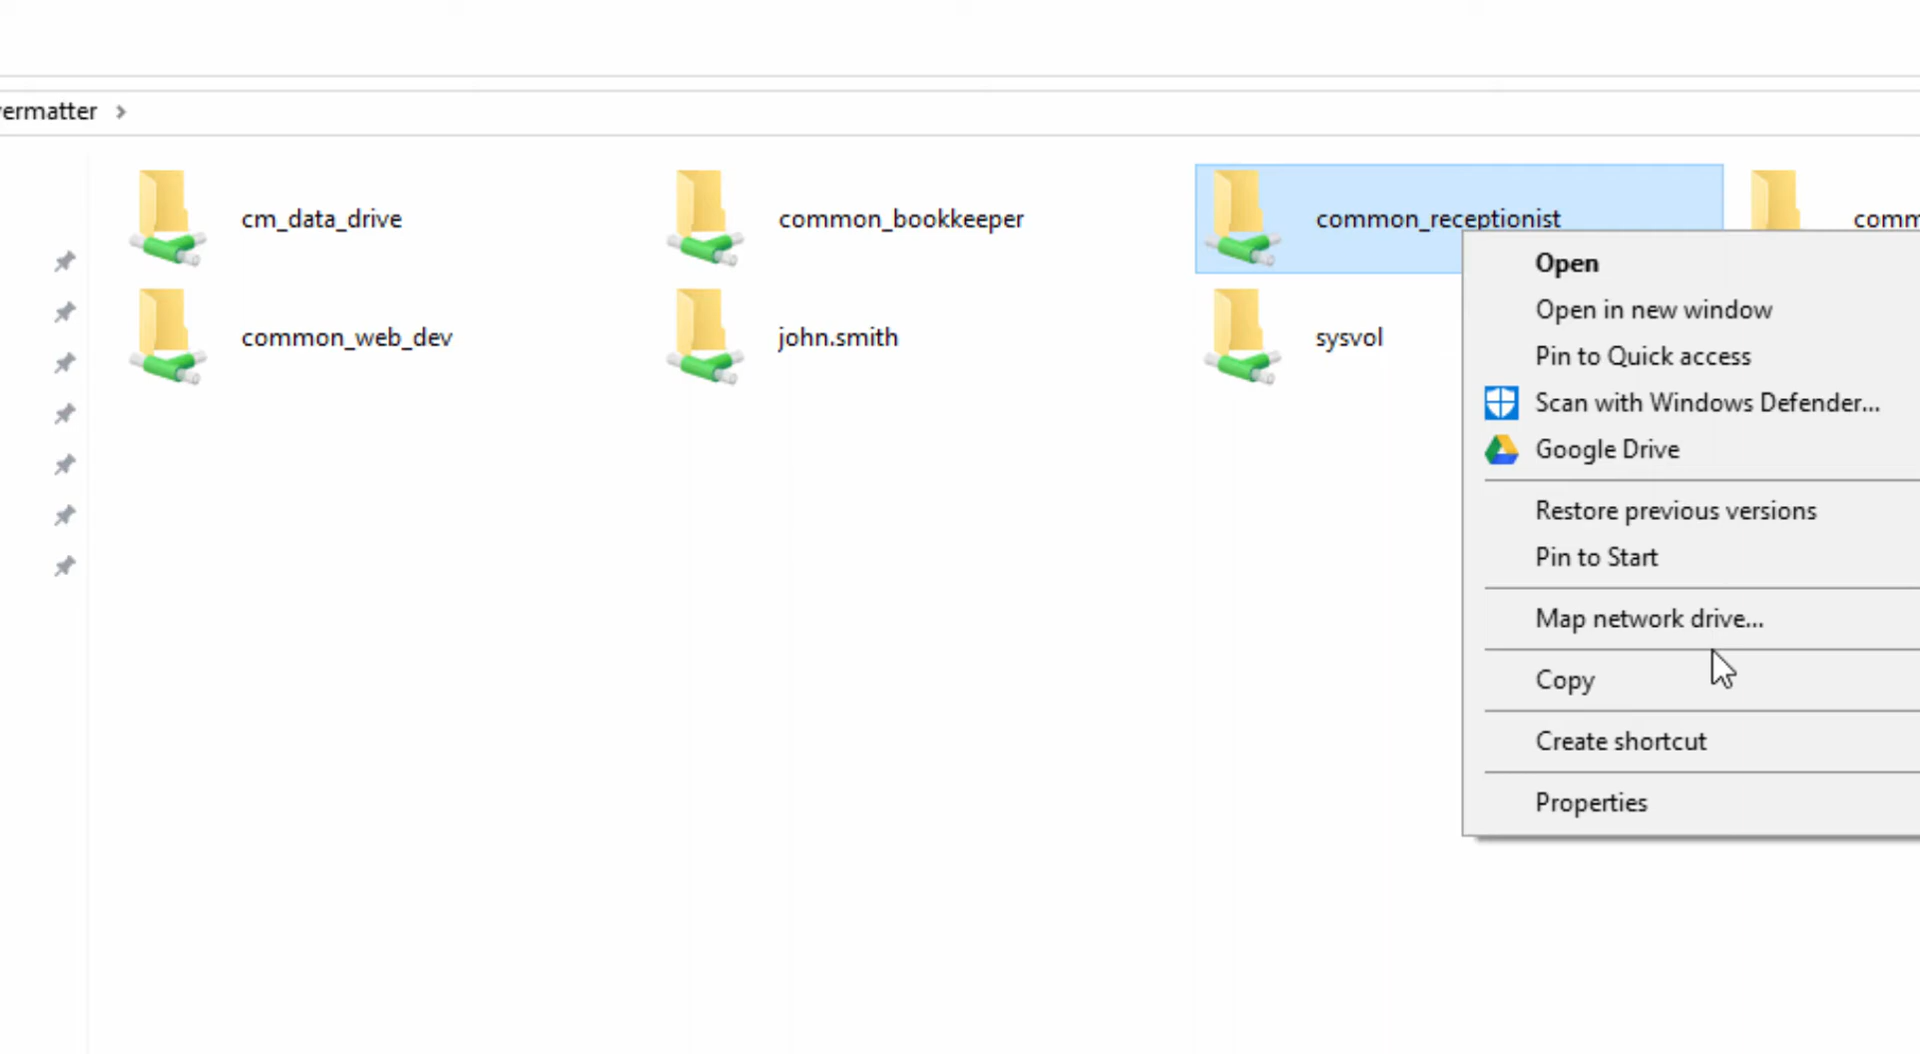 ermatter
cm_data_drive
common_bookkeeper
common_receptionist
comm
common_web_dev
john.smith
sysvol
Open
Open in new window
Pin to Quick access
Scan with Windows Defender...
Google Drive
Restore previous versions
Pin to Start
Map network drive...
Copy
Create shortcut
Properties